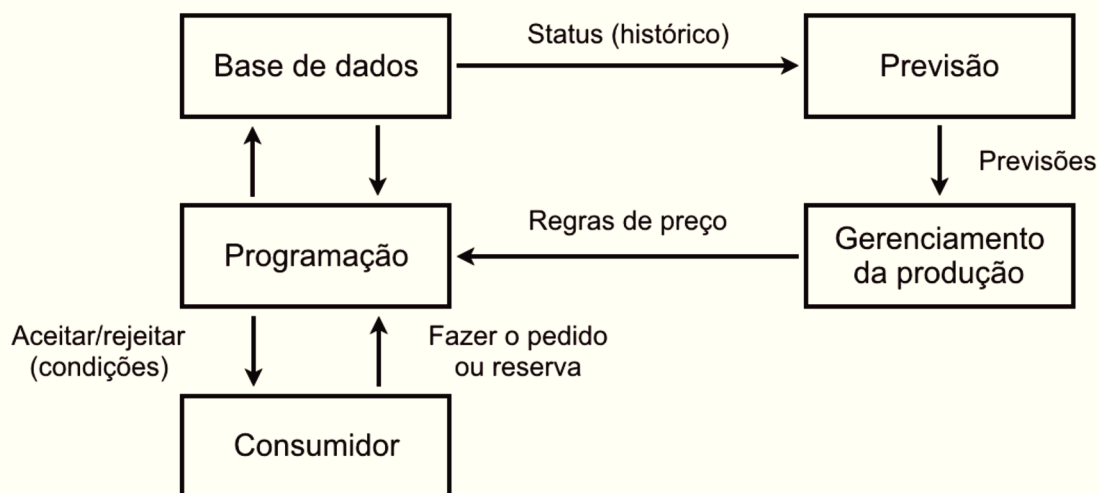 Base de dados
Status (histórico)
Previsão
Previsões
Programação
Regras de preço
Gerenciamento
da produção
Aceitar/rejeitar
(condições)
Fazer o pedido
ou reserva
Consumidor